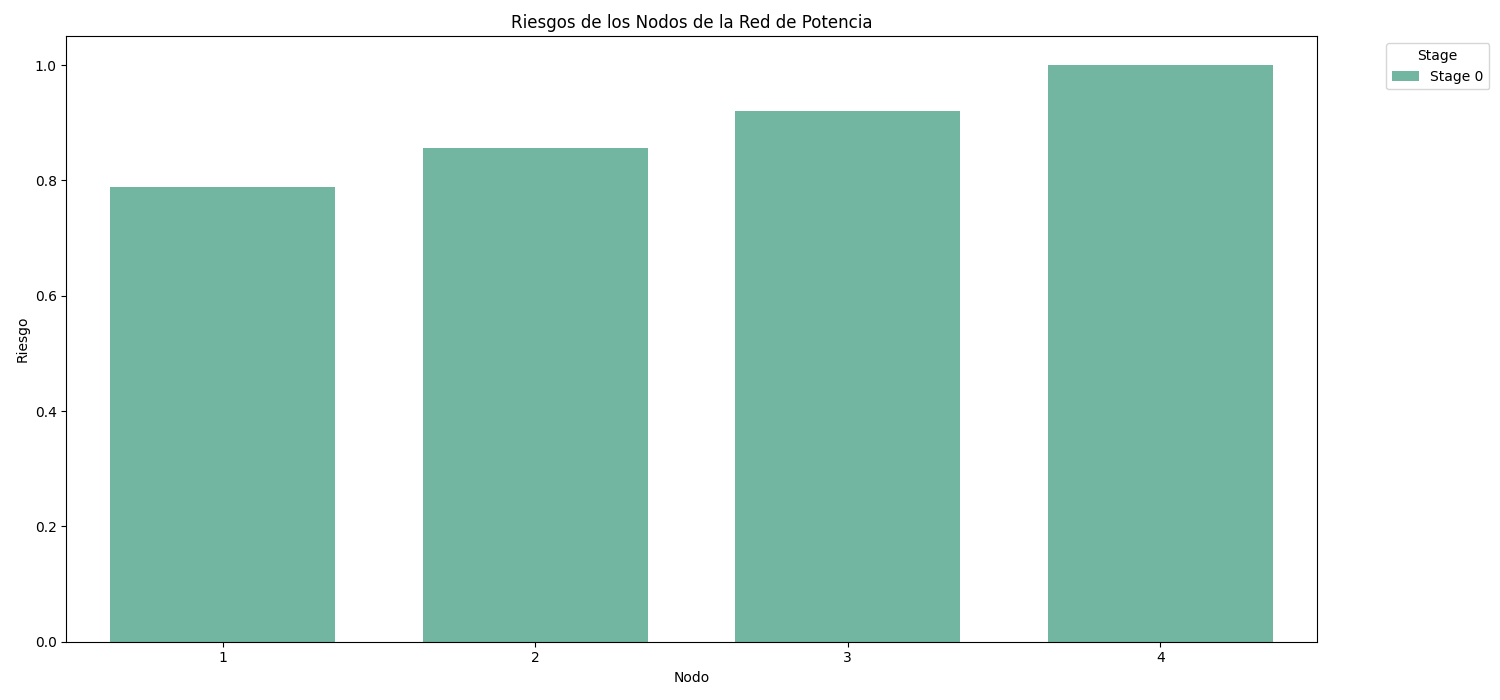 Riesgos de los Nodos de la Red de Potencia
Stage
Stage 0
1.0
0.8
0.6
0.4
0.2
0.0
Riesgo
1
2
3
4
Nodo